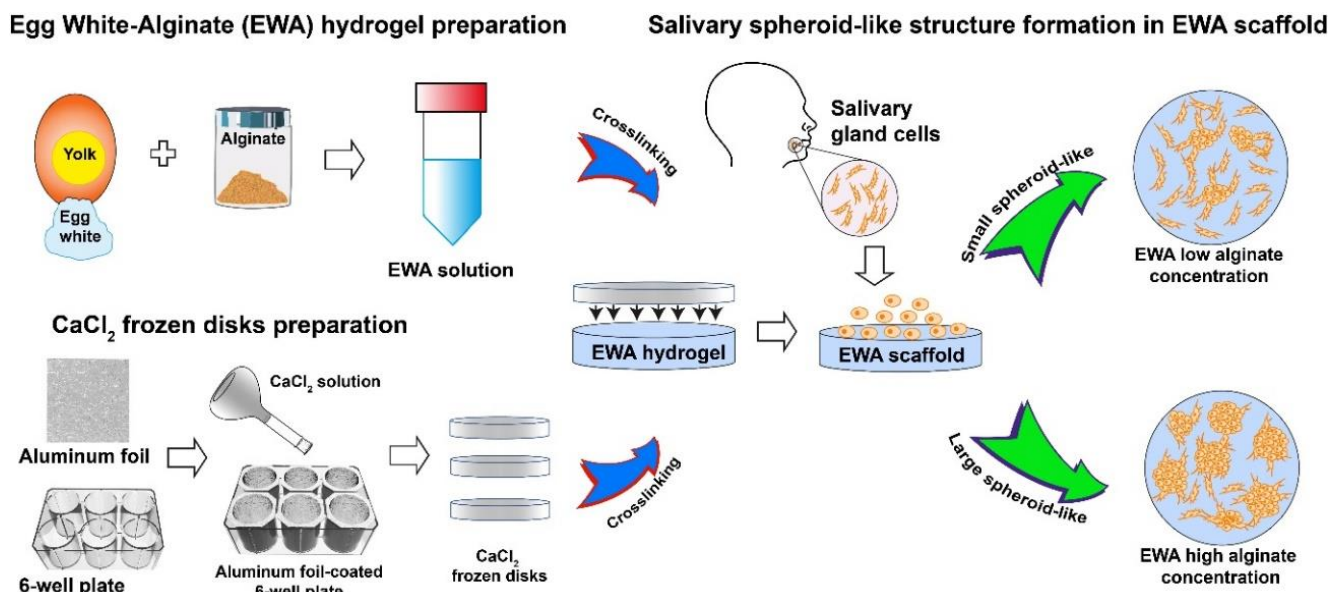 Egg White-Alginate (EWA) hydrogel preparation
Yolk
Egg
white
Alginate
EWA solution
CaCl₂ frozen disks preparation
Aluminum foil
6-well plate
CaCl₂ solution
Aluminum foil-coated
6-well plate
CaCl₂
frozen disks
Crosslinking
Crosslinking
Salivary spheroid-like structure formation in EWA scaffold
Salivary
gland cells
EWA hydrogel
EWA scaffold
Small spheroid-like
EWA low alginate
concentration
Large spheroid-like
EWA high alginate
concentration